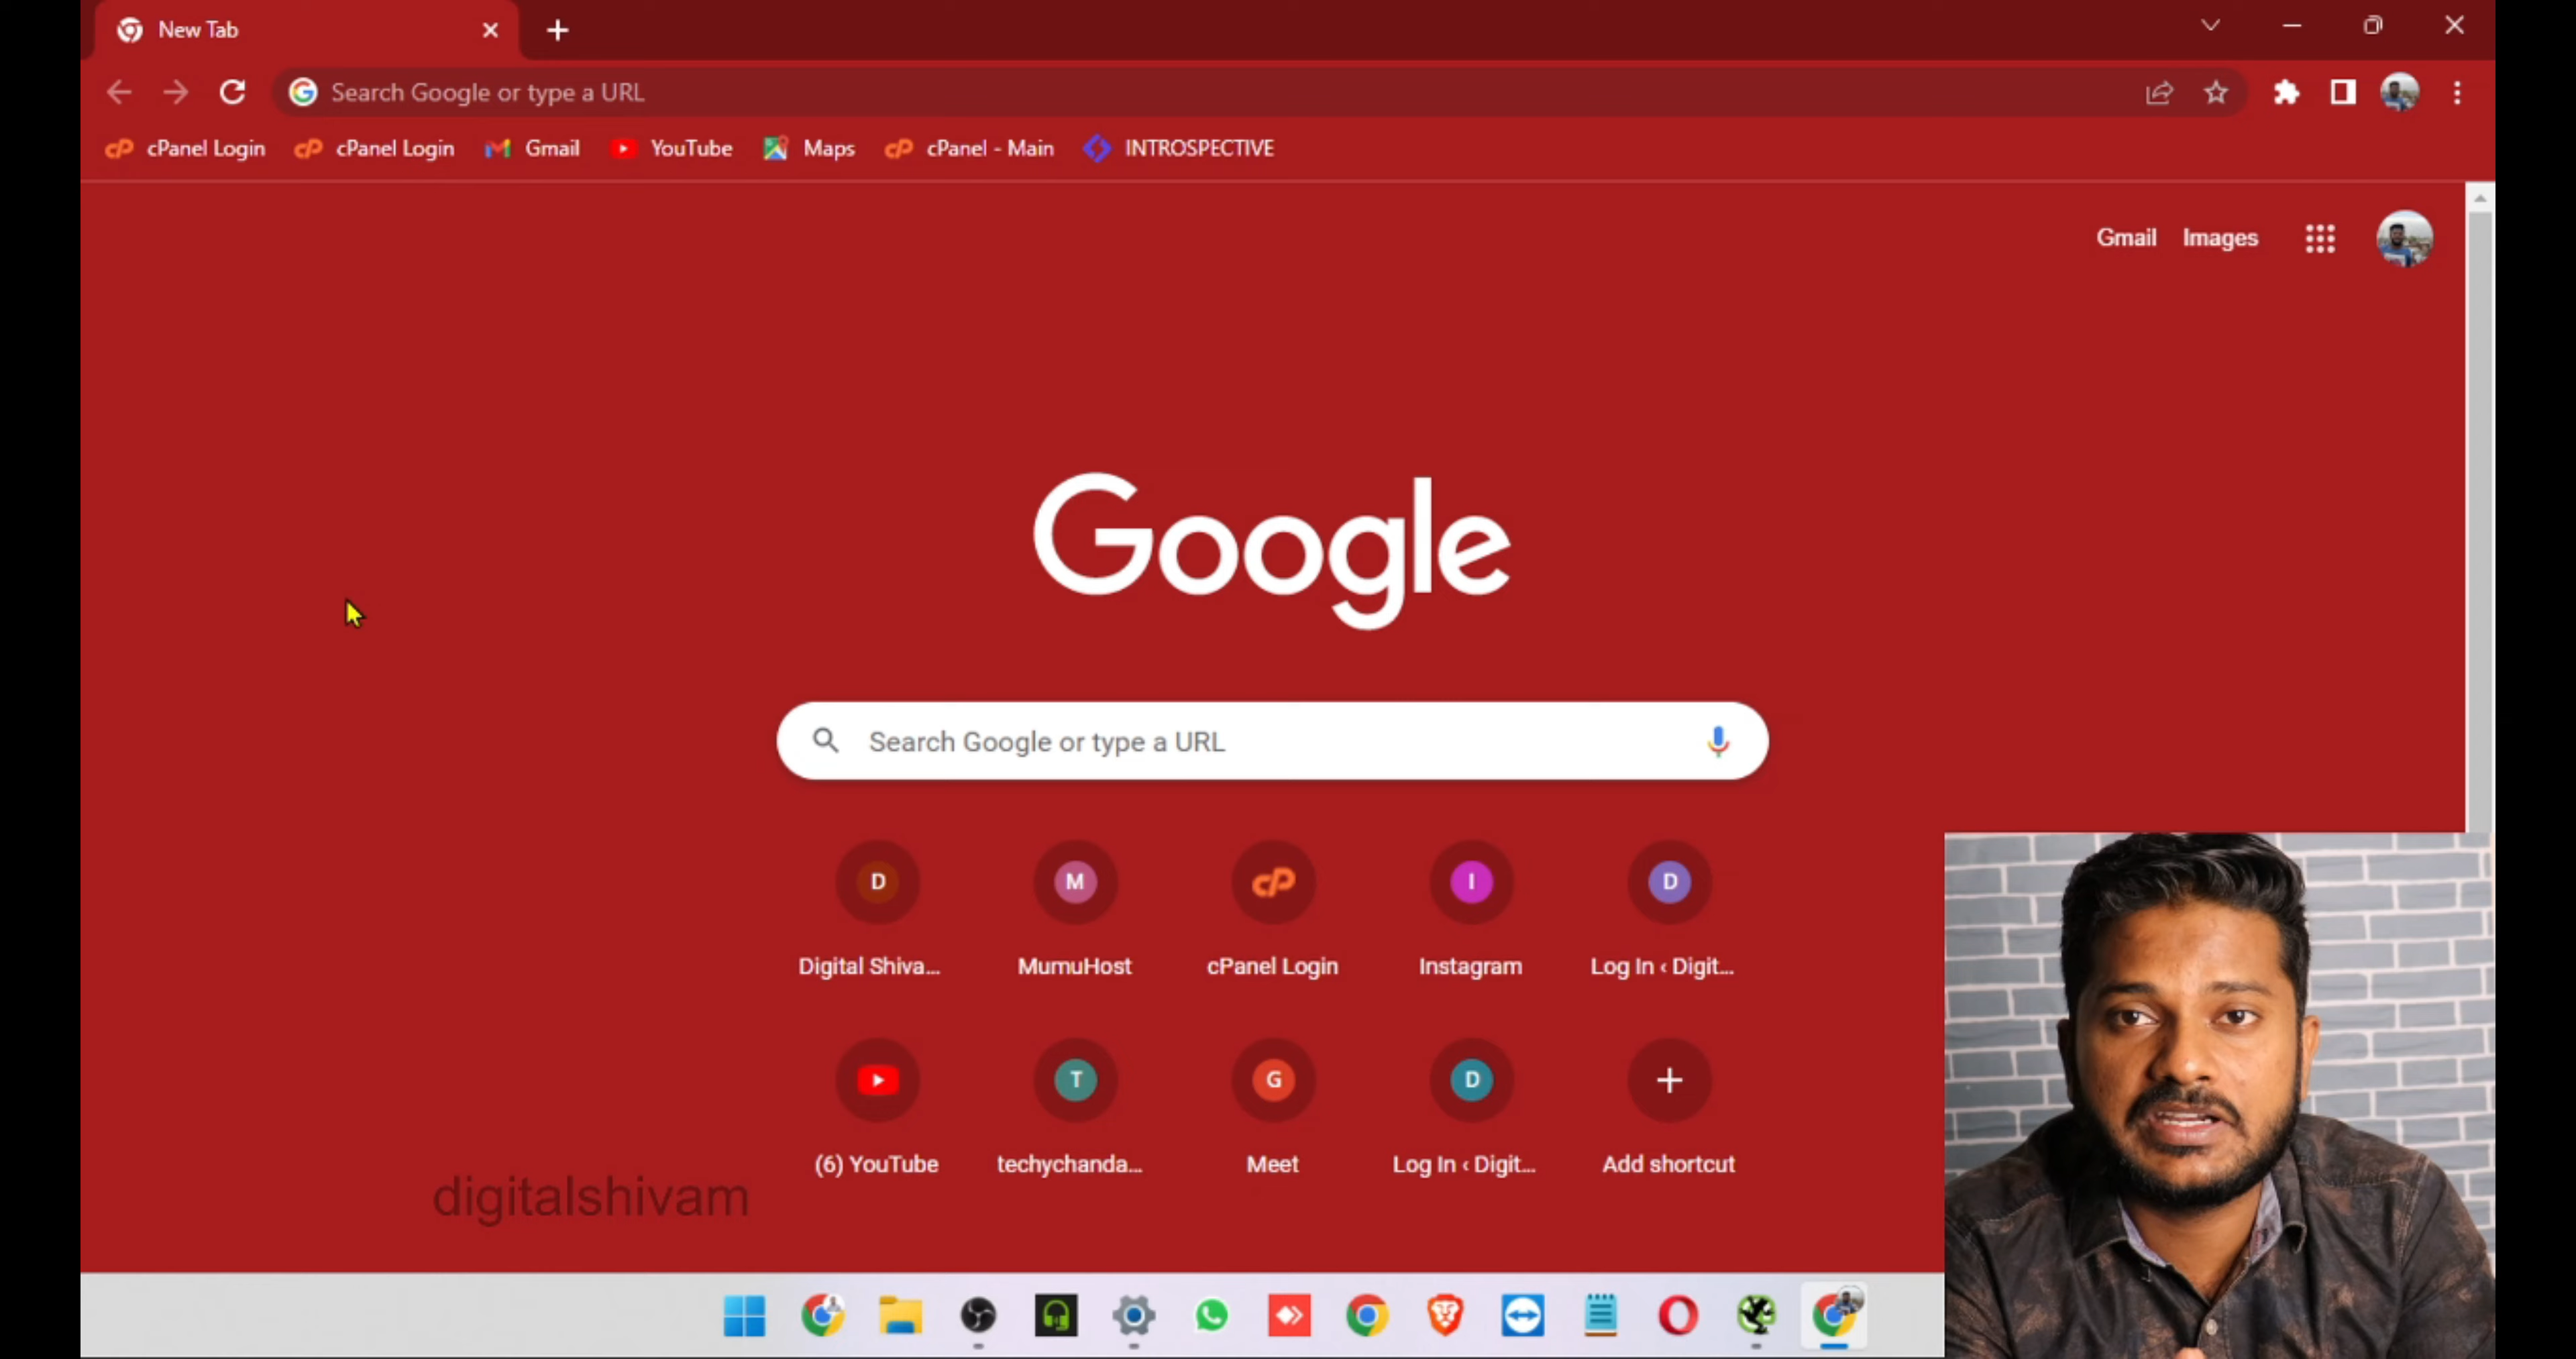 New Tab
Search Google or type a URL
cPanel Login cPanel Login Gmail YouTube Maps cPanel - Main INTROSPECTIVE
Gmail Images
Google
Search Google or type a URL
D M cP I D
Digital Shiva... MumuHost cPanel Login Instagram Log In ‹ Digit...
T G D
(6) YouTube techychanda... Meet Log In ‹ Digit... Add shortcut
digitalshivam